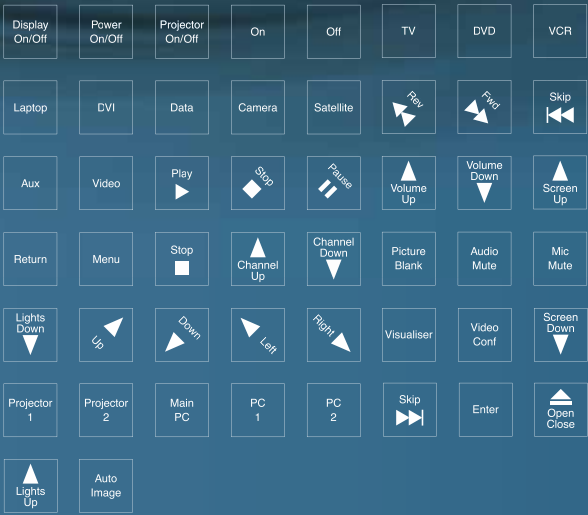 Display
On/Off
Power
On/Off
Projector
On/Off
On
Off
TV
DVD
VCR
Laptop
DVI
Data
Camera
Satellite
Rev
Fwd
Skip
Aux
Video
Play
Stop
Pause
Volume
Up
Volume
Down
Screen
Up
Return
Menu
Stop
Channel
Up
Channel
Down
Picture
Blank
Audio
Mute
Mic
Mute
Lights
Down
Up
Down
Left
Right
Visualiser
Video
Conf
Screen
Down
Projector
1
Projector
2
Main
PC
PC
1
PC
2
Skip
Enter
Open
Close
Lights
Up
Auto
Image